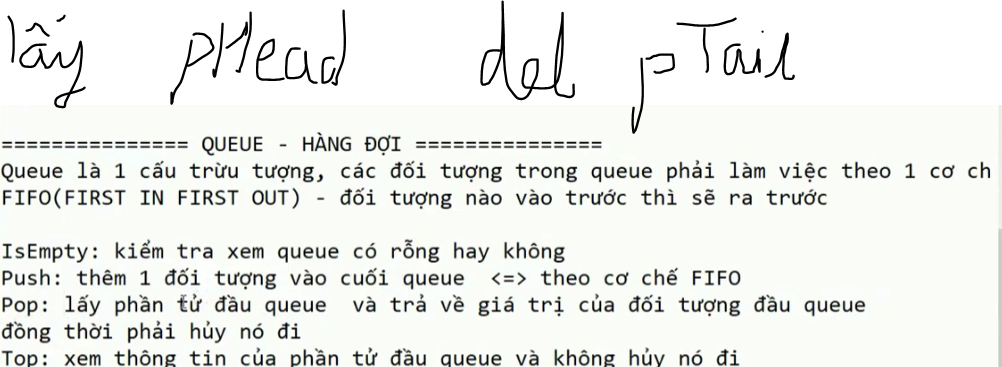 lấy pHead del pTail
=============== QUEUE - HÀNG ĐỢI ===============
Queue là 1 cấu trừu tượng, các đối tượng trong queue phải làm việc theo 1 cơ ch
FIFO(FIRST IN FIRST OUT) - đối tượng nào vào trước thì sẽ ra trước
IsEmpty: kiểm tra xem queue có rỗng hay không
Push: thêm 1 đối tượng vào cuối queue <=> theo cơ chế FIFO
Pop: lấy phần tử đầu queue và trả về giá trị của đối tượng đầu queue
đồng thời phải hủy nó đi
Top: xem thông tin của phần tử đầu queue và không hủy nó đi